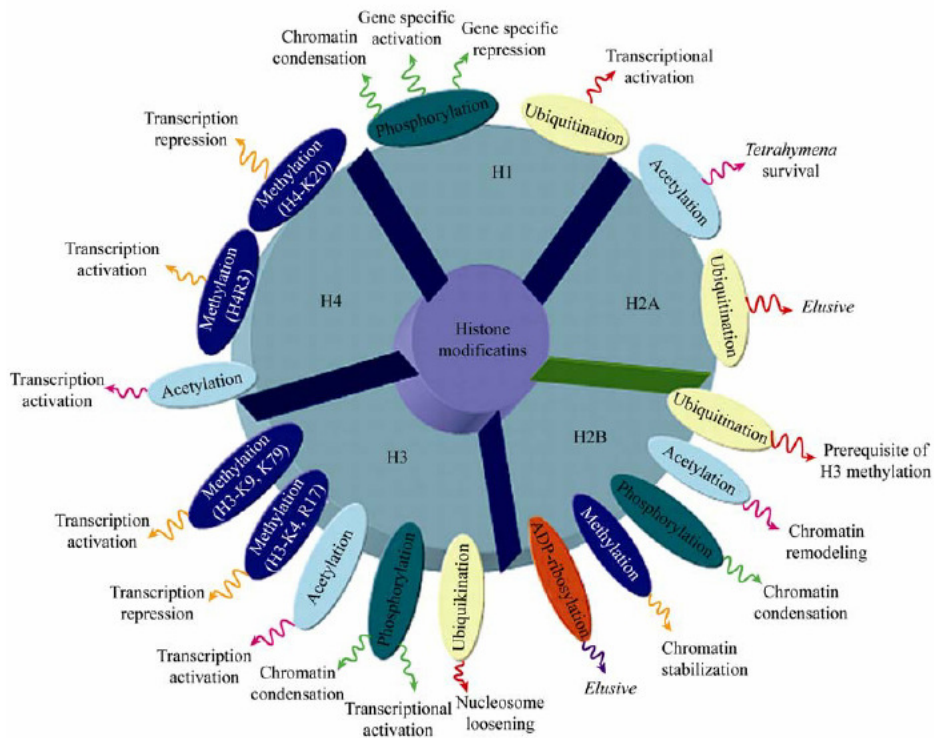 Gene specific
activation
Chromatin
condensation
Gene specific
repression
Transcriptional
activation
Phosphorylation
Ubiquitination
Transcription
repression
Methylation
(H4-K20)
H1
Acetylation
Tetrahymena
survival
Transcription
activation
Methylation
(H4R3)
H4
H2A
Ubiquitination
Elusive
Histone
modificatins
Transcription
activation
Acetylation
Ubiquitination
Prerequisite of
H3 methylation
H3
H2B
Methylation
(H3-K9, K79)
Transcription
activation
Methylation
(H3-K4, R17)
Transcription
repression
Acetylation
Transcription
activation
Phosphorylation
Chromatin
condensation
Transcriptional
activation
Ubiquikination
Nucleosome
loosening
ADP-ribosylation
Elusive
Methylation
Chromatin
stabilization
Phosphorylation
Chromatin
condensation
Acetylation
Chromatin
remodeling